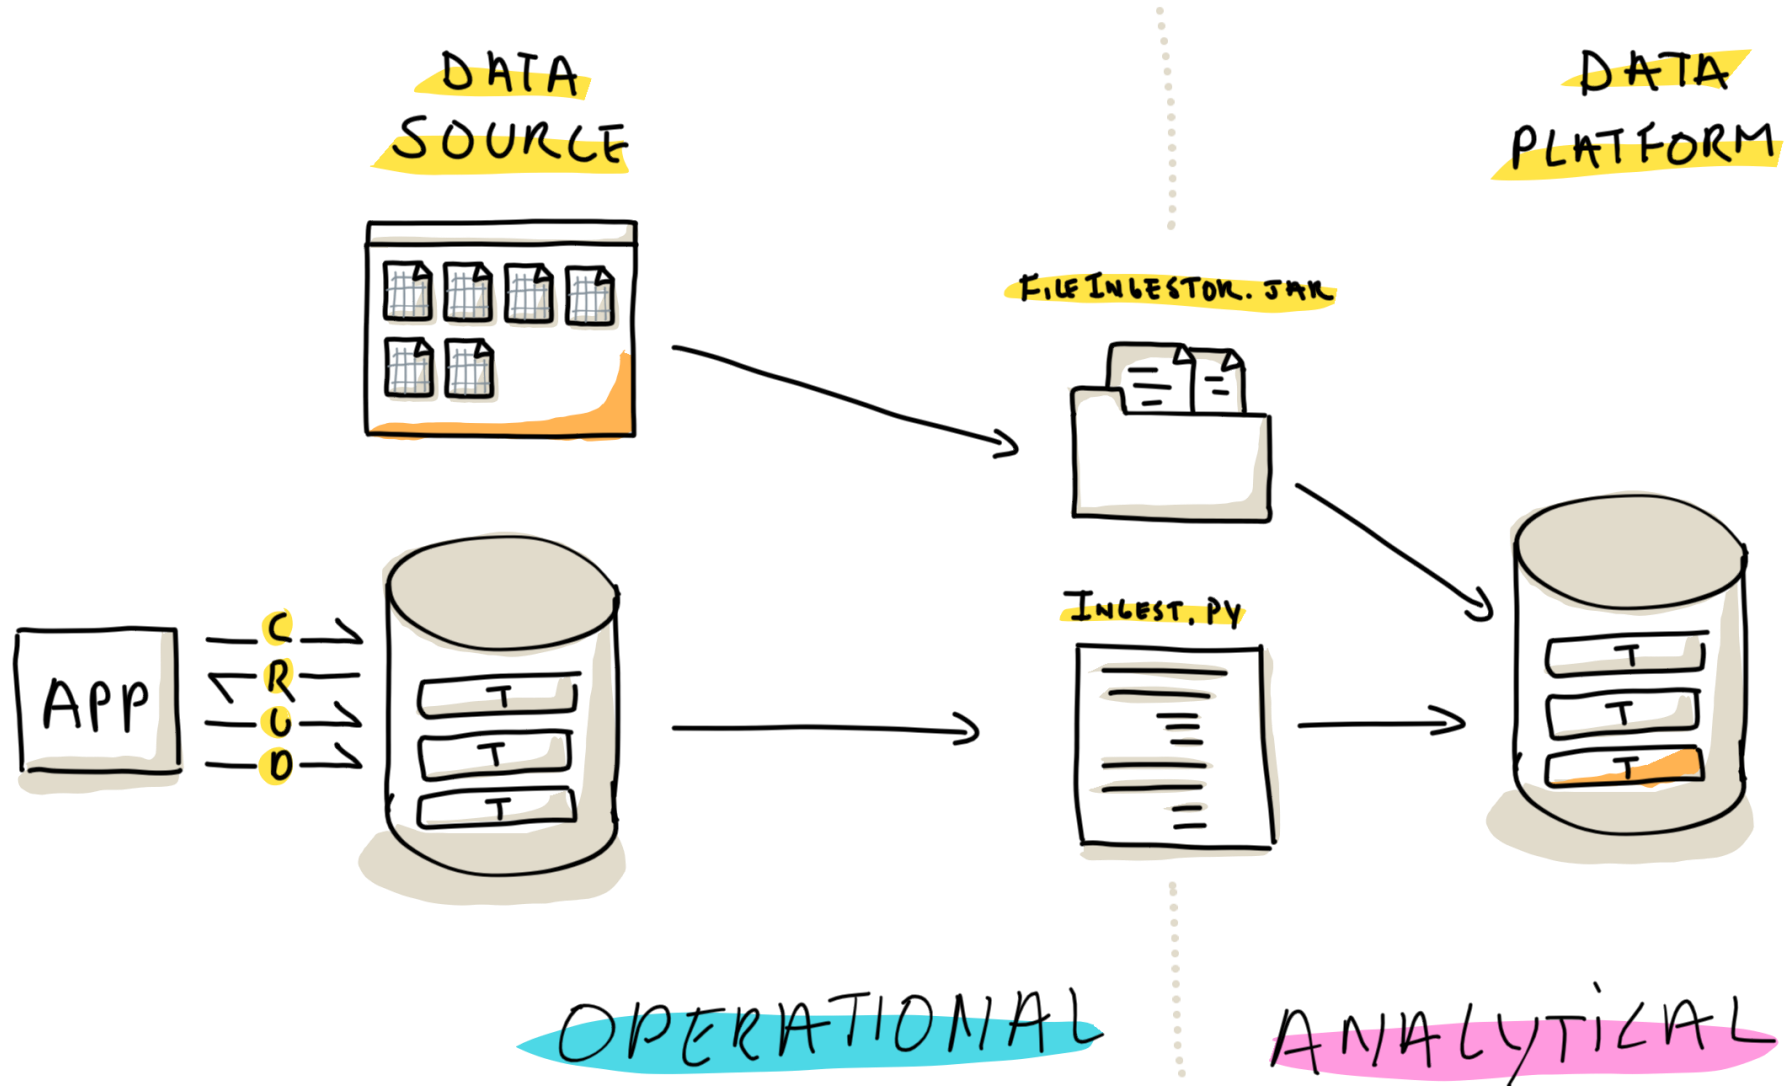 DATA
SOURCE
DATA
PLATFORM
FILEINGESTOR.JAR
INGEST.PY
APP
C
R
U
D
T
T
T
T
T
T
OPERATIONAL
ANALYTiCAL